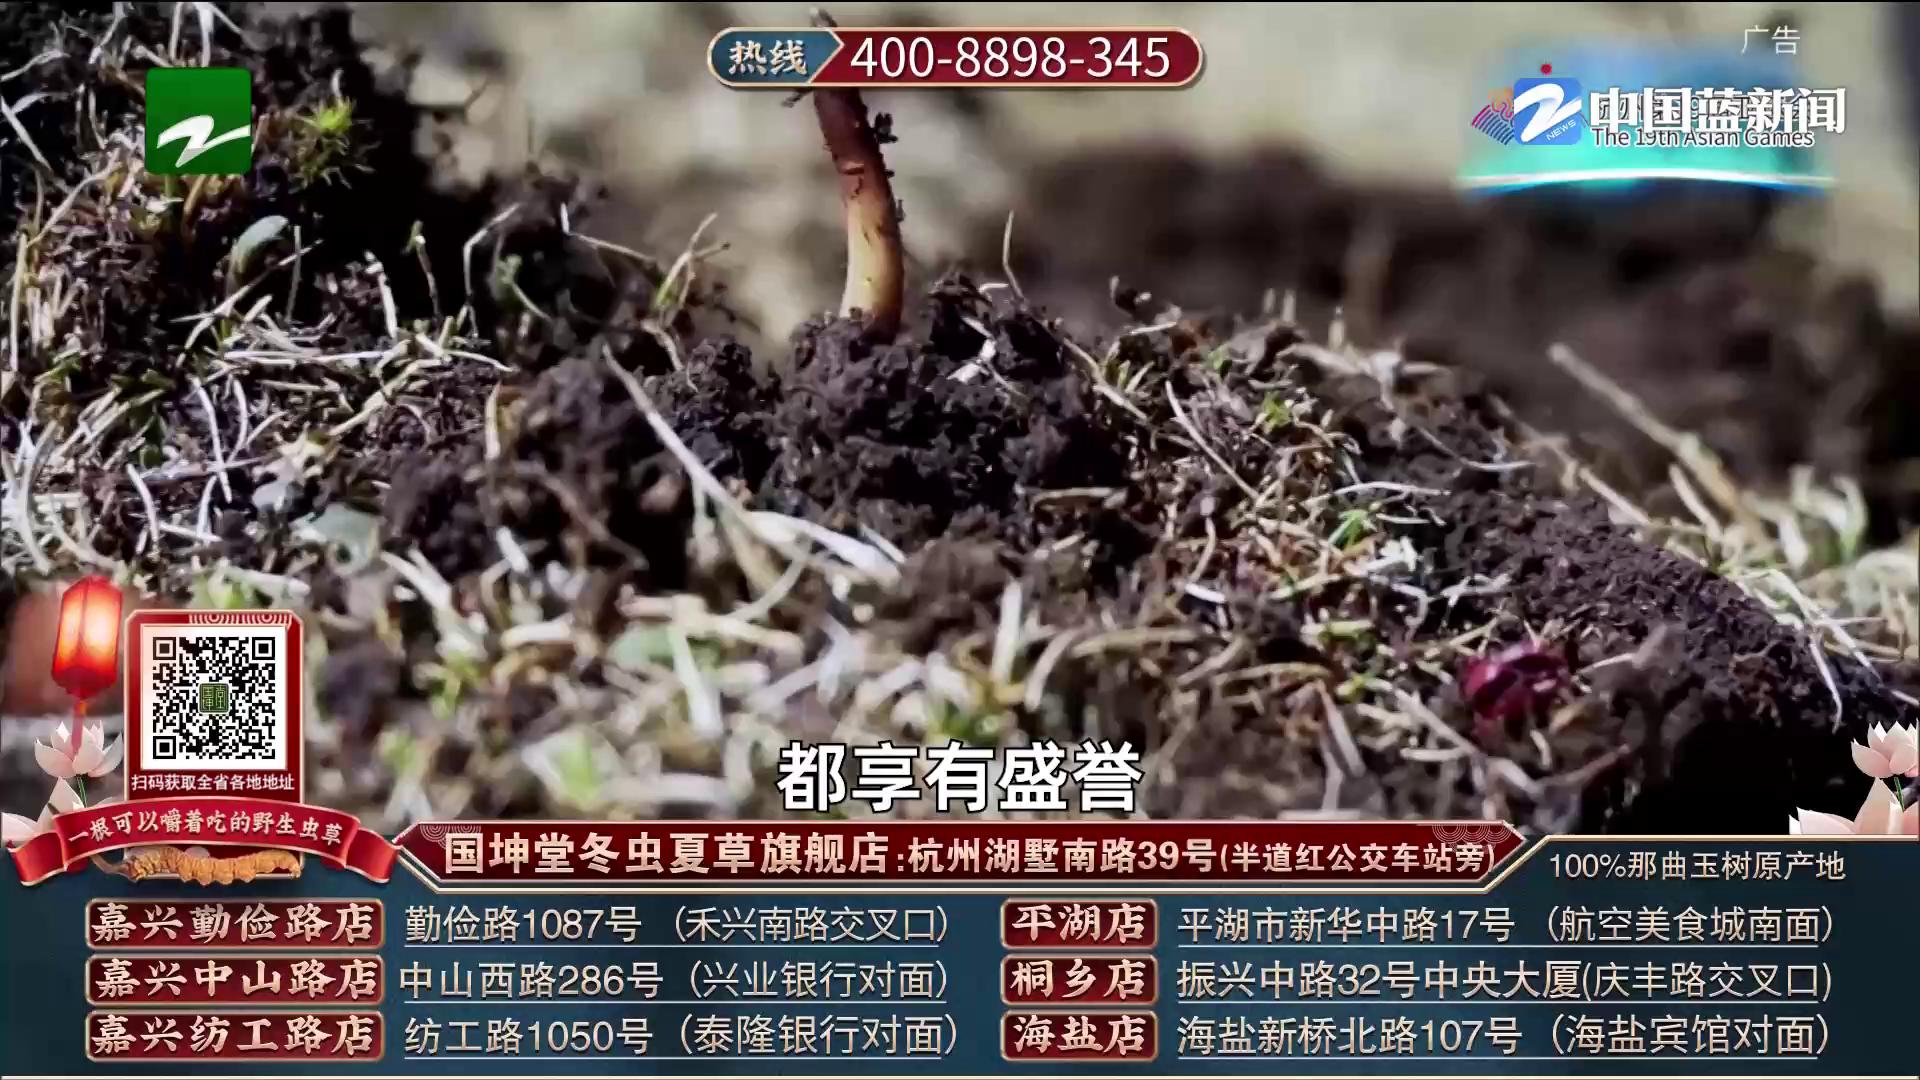 广告
热线 400-8898-345
中国蓝新闻
NEWS
The 19th Asian Games
都享有盛誉
扫码获取全省各地地址
一根可以嚼着吃的野生虫草
国坤堂冬虫夏草旗舰店:杭州湖墅南路39号(半道红公交车站旁)
100%那曲玉树原产地
嘉兴勤俭路店 勤俭路1087号（禾兴南路交叉口）
平湖店 平湖市新华中路17号（航空美食城南面）
嘉兴中山路店 中山西路286号（兴业银行对面）
桐乡店 振兴中路32号中央大厦(庆丰路交叉口)
嘉兴纺工路店 纺工路1050号（泰隆银行对面）
海盐店 海盐新桥北路107号（海盐宾馆对面）